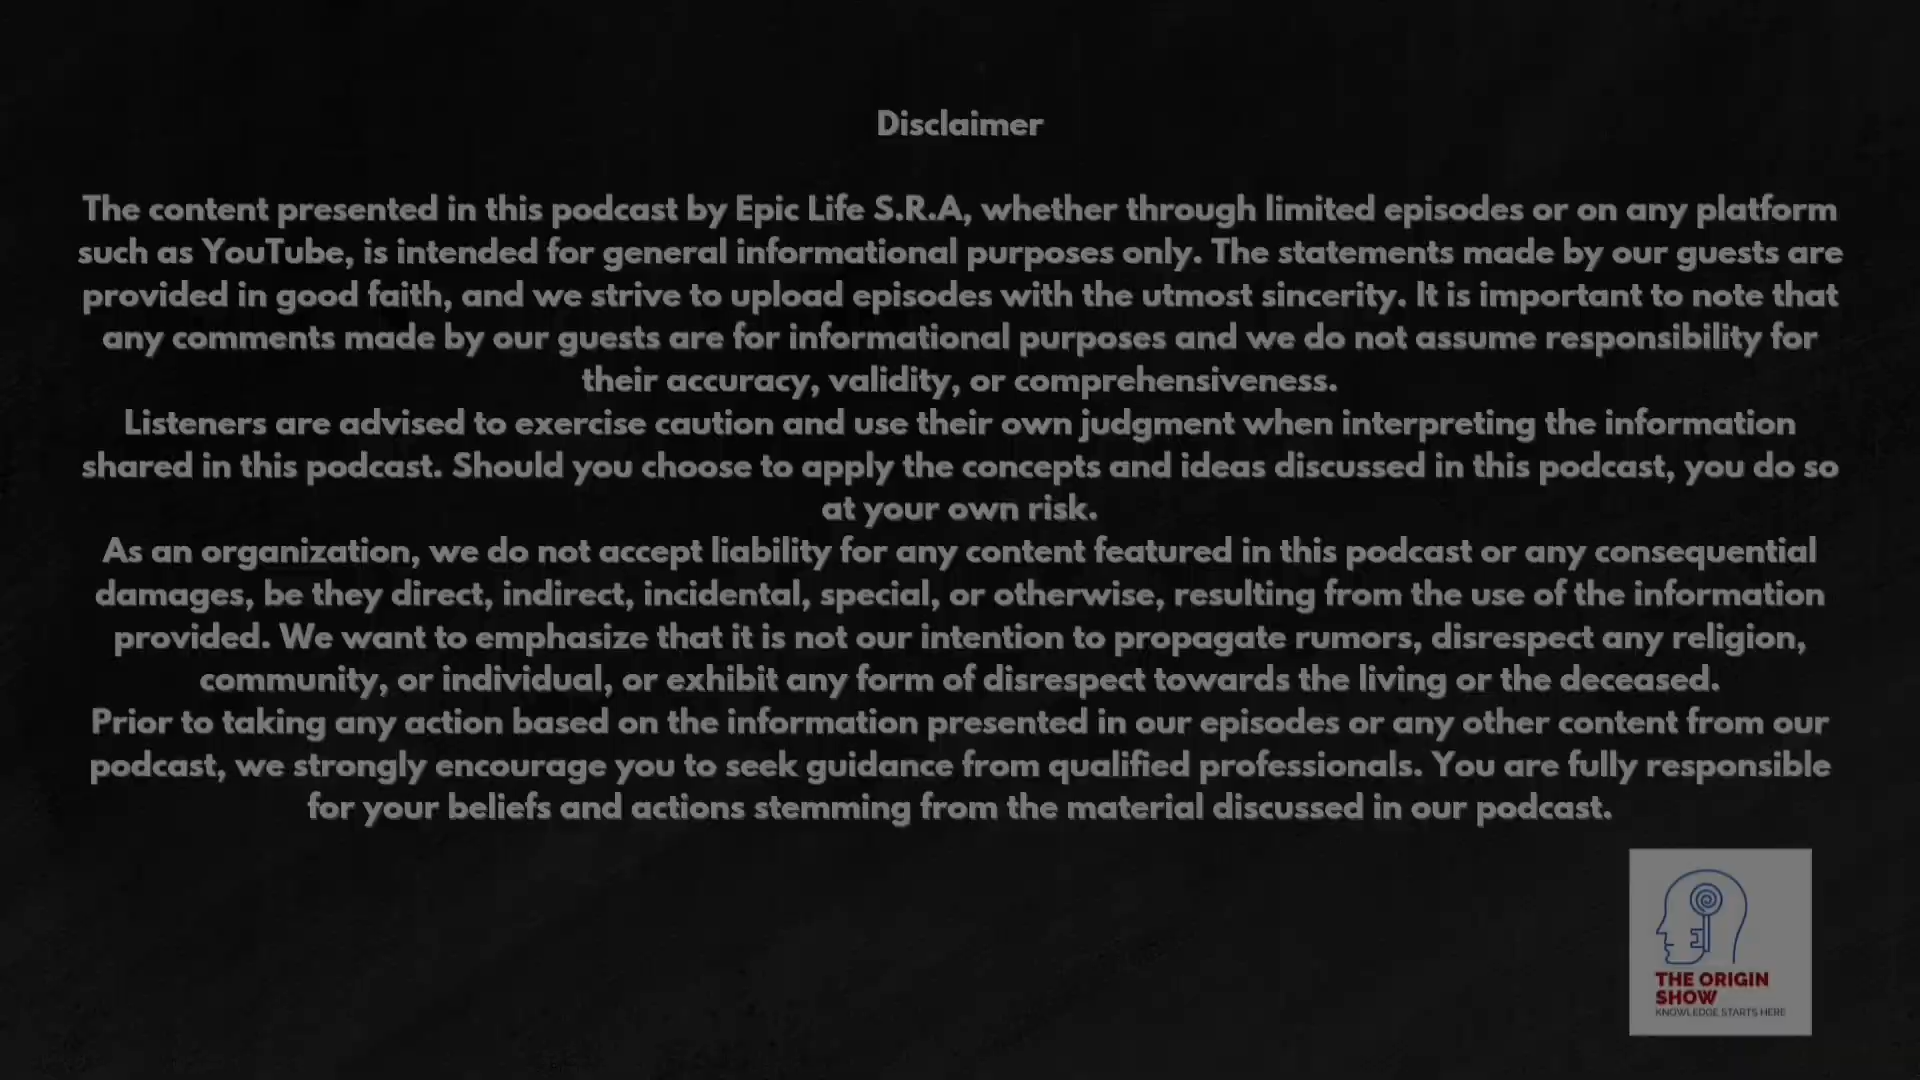 Disclaimer
The content presented in this podcast by Epic Life S.R.A, whether through limited episodes or on any platform
such as YouTube, is intended for general informational purposes only. The statements made by our guests are
provided in good faith, and we strive to upload episodes with the utmost sincerity. It is important to note that
any comments made by our guests are for informational purposes and we do not assume responsibility for
their accuracy, validity, or comprehensiveness.
Listeners are advised to exercise caution and use their own judgment when interpreting the information
shared in this podcast. Should you choose to apply the concepts and ideas discussed in this podcast, you do so
at your own risk.
As an organization, we do not accept liability for any content featured in this podcast or any consequential
damages, be they direct, indirect, incidental, special, or otherwise, resulting from the use of the information
provided. We want to emphasize that it is not our intention to propagate rumors, disrespect any religion,
community, or individual, or exhibit any form of disrespect towards the living or the deceased.
Prior to taking any action based on the information presented in our episodes or any other content from our
podcast, we strongly encourage you to seek guidance from qualified professionals. You are fully responsible
for your beliefs and actions stemming from the material discussed in our podcast.
THE ORIGIN
SHOW
KNOWLEDGE STARTS HERE